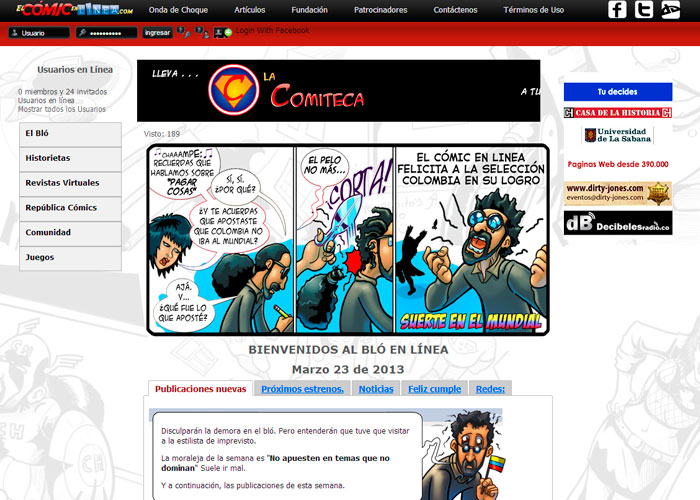 EL CÓMIC EN LINEA.COM
Onda de Choque
Artículos
Fundación
Patrocinadores
Contáctenos
Términos de Uso
Usuario
ingresar
Login With Facebook
Usuarios en Línea
0 miembros y 24 invitados
Usuarios en línea
Mostrar todos los Usuarios
El Bló
Historietas
Revistas Virtuales
República Cómics
Comunidad
Juegos
LLEVA . . .
LA
COMITECA
A TU
Visto: 189
CHAAAMPE:
RECUERDAS QUE
HABLAMOS SOBRE
"PAGAR
COSAS"
SÍ, SÍ.
¿POR QUÉ?
¿Y TE ACUERDAS
QUE APOSTASTE
QUE COLOMBIA NO
IBA AL MUNDIAL?
AJÁ.
Y...
¿QUÉ FUE LO
QUE APOSTÉ?
EL PELO
NO MÁS...
¡CORTA!
EL CÓMIC EN LINEA
FELICITA A LA SELECCIÓN
COLOMBIA EN SU LOGRO
SUERTE EN EL MUNDIAL
BIENVENIDOS AL BLÓ EN LÍNEA
Marzo 23 de 2013
Publicaciones nuevas
Próximos estrenos.
Noticias
Feliz cumple
Redes:
Disculparán la demora en el bló. Pero entenderán que tuve que visitar
a la estilista de imprevisto.
La moraleja de la semana es "No apuesten en temas que no
dominan" Suele ir mal.
Y a continuación, las publicaciones de esta semana.
Tu decides
CASA DE LA HISTORIA
Universidad
de La Sabana
Paginas Web desde 390.000
www.dirty-jones.com
eventos@dirty-jones.com
dB Decibelesradio.co
CH
CH